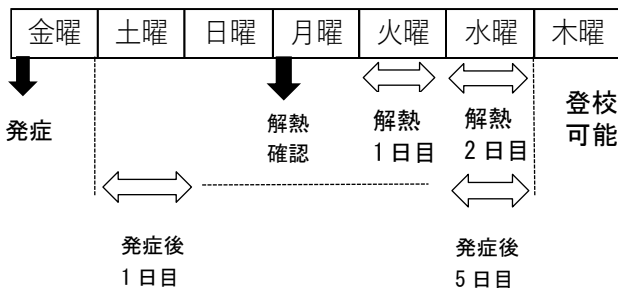 金曜 土曜 日曜 月曜 火曜 水曜 木曜
発症
解熱
確認
解熱
1日目
解熱
2日目
登校
可能
発症後
1日目
発症後
5日目